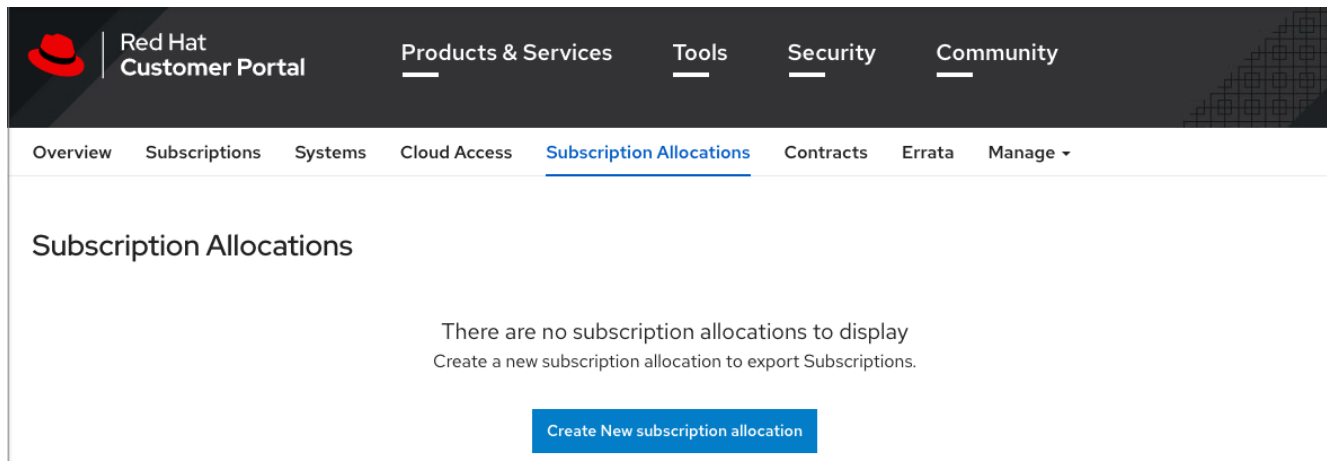 Red Hat
Customer Portal
Products & Services Tools Security Community
Overview Subscriptions Systems Cloud Access Subscription Allocations Contracts Errata Manage
Subscription Allocations
There are no subscription allocations to display
Create a new subscription allocation to export Subscriptions.
Create New subscription allocation